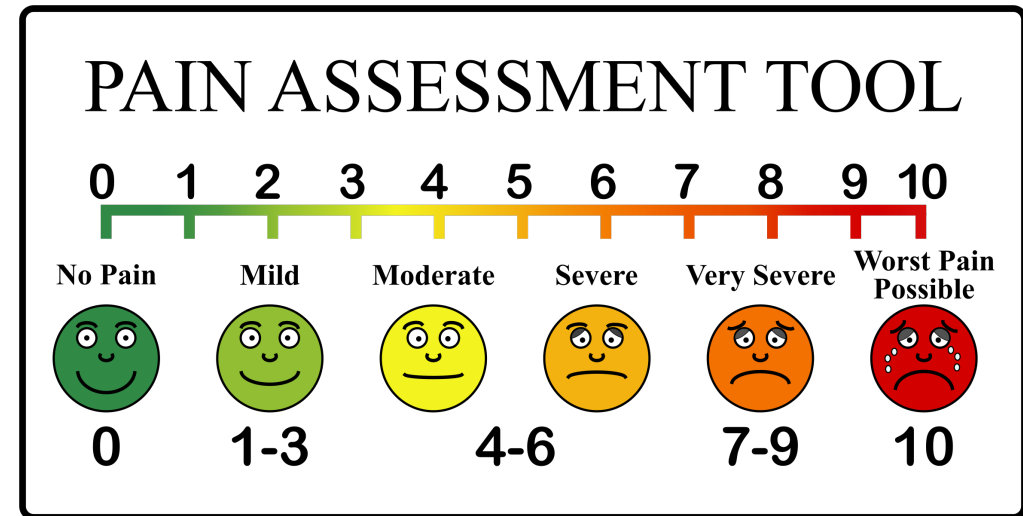 PAIN ASSESSMENT TOOL
0 1 2 3 4 5 6 7 8 9 10
No Pain Mild Moderate Severe Very Severe Worst Pain
Possible
0 1-3 4-6 7-9 10